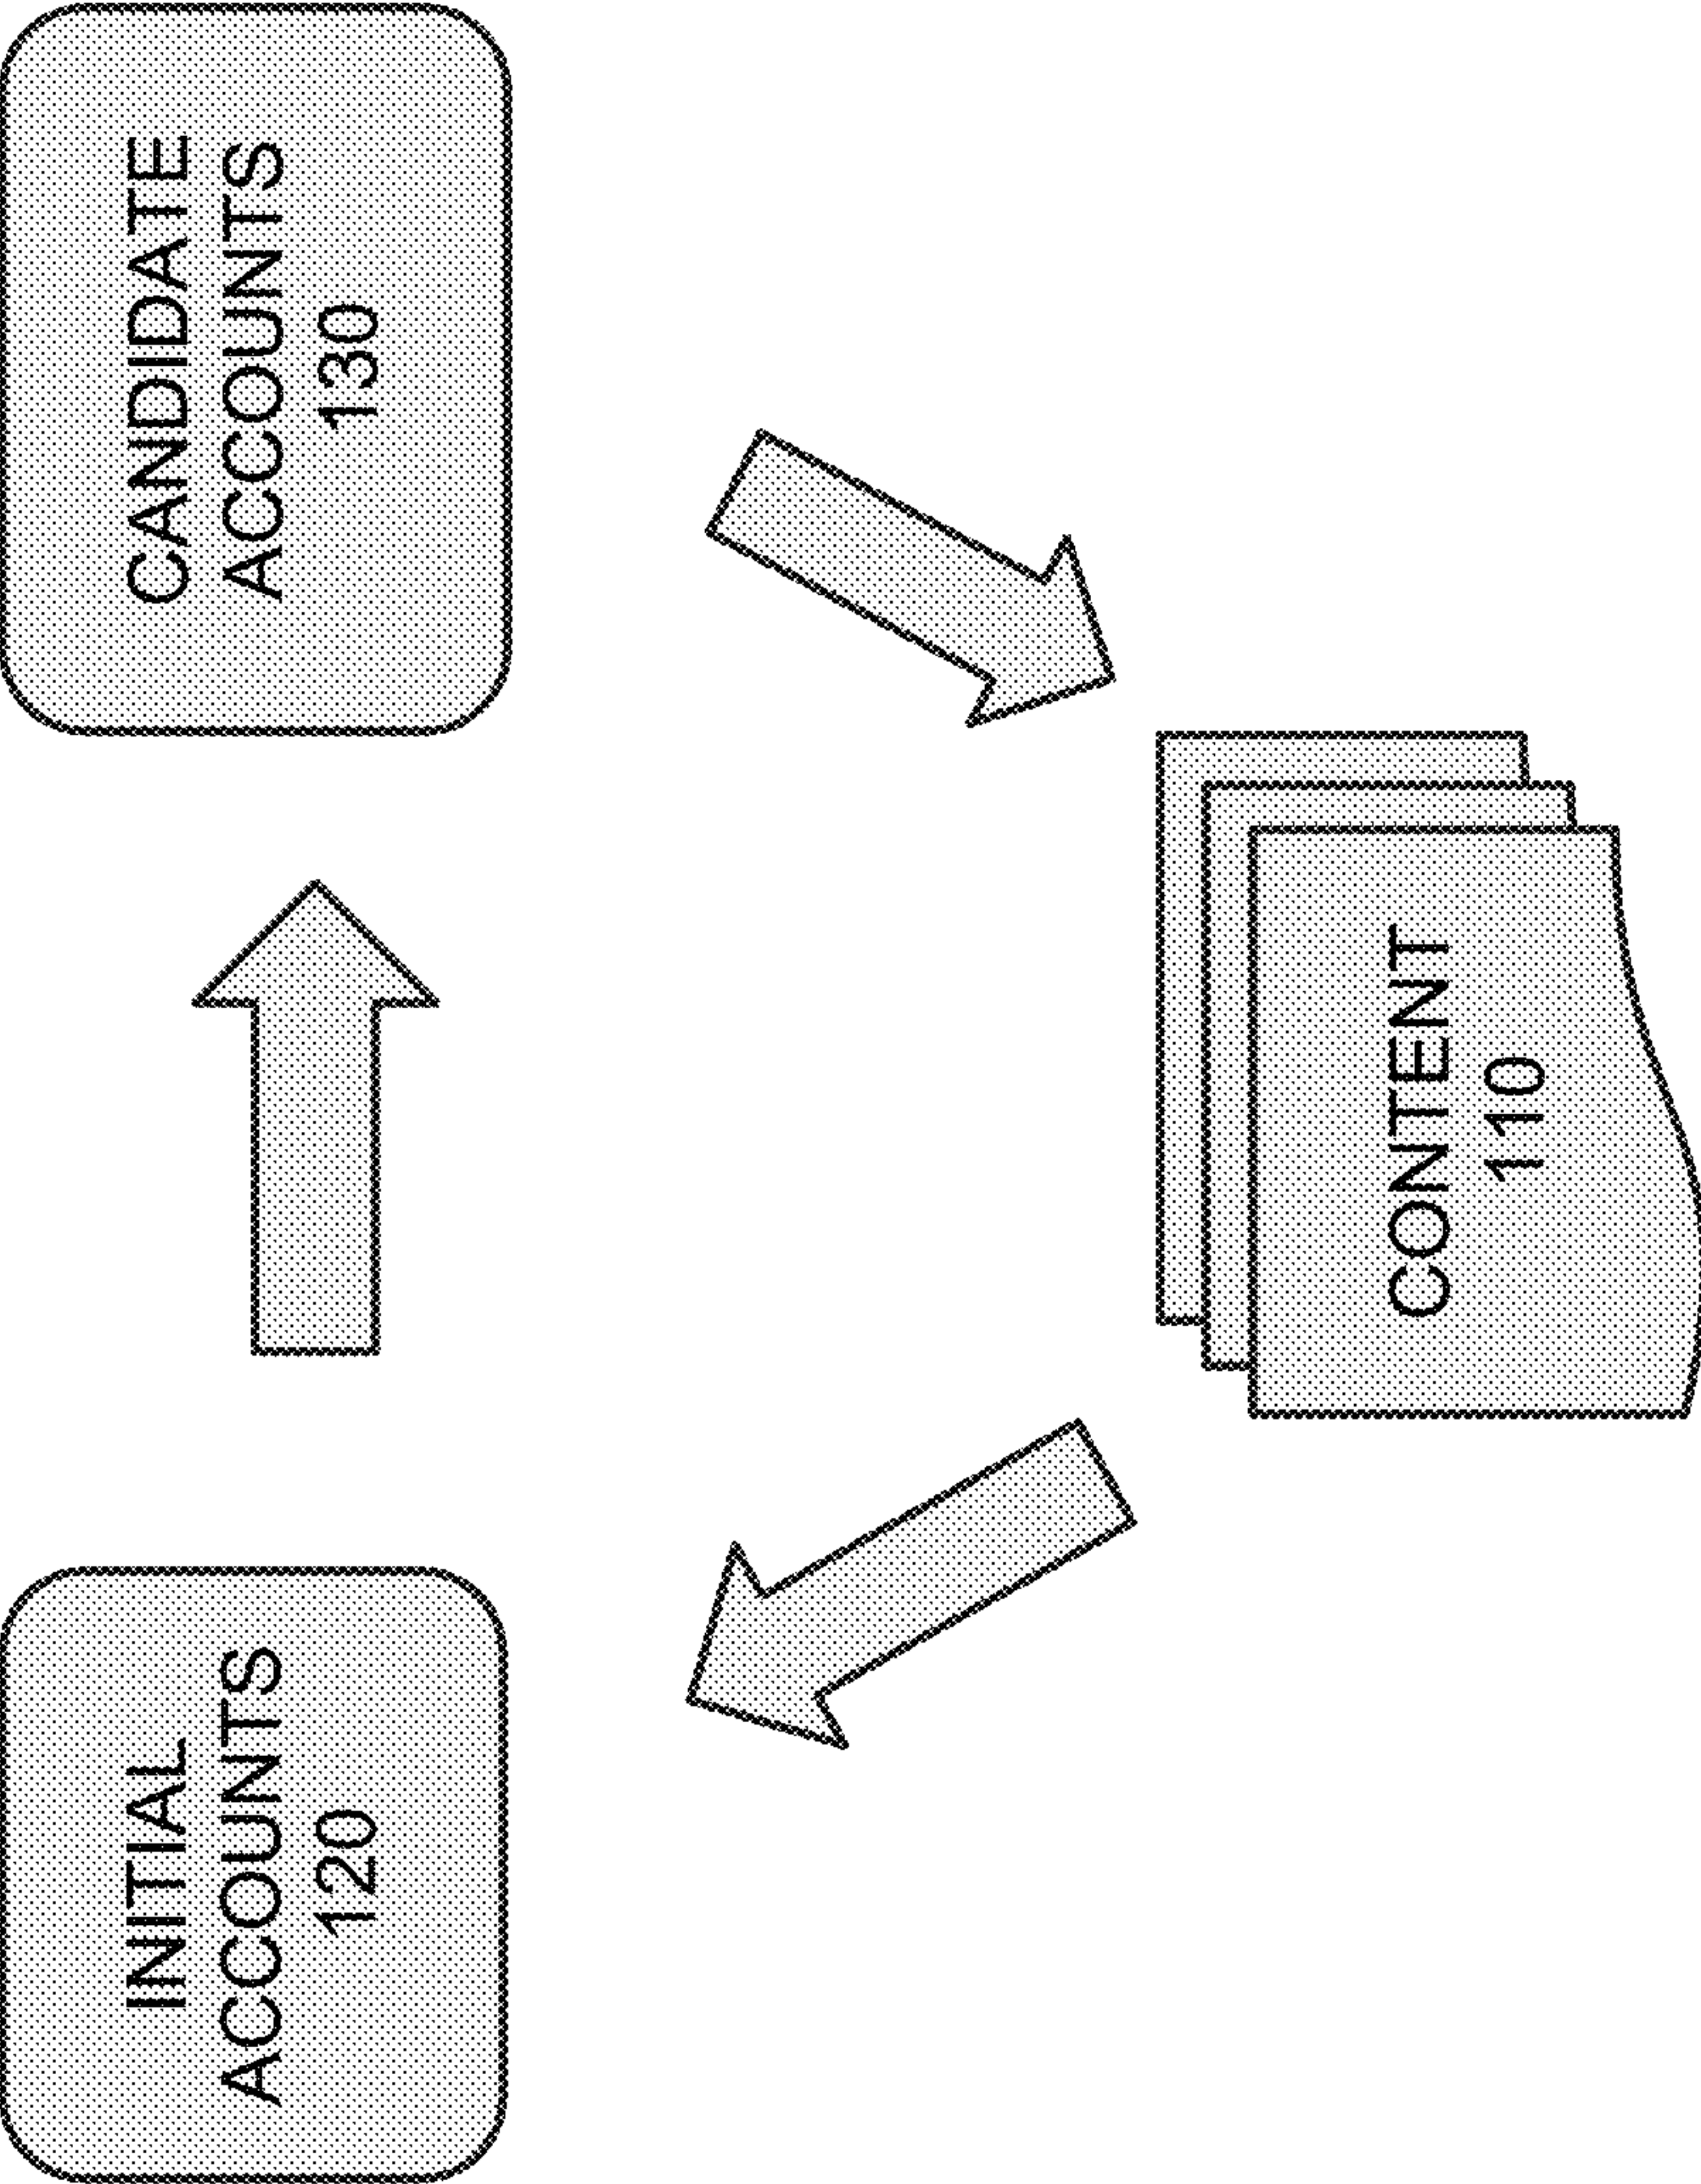 INITIAL
ACCOUNTS
120
CANDIDATE
ACCOUNTS
130
CONTENT
110